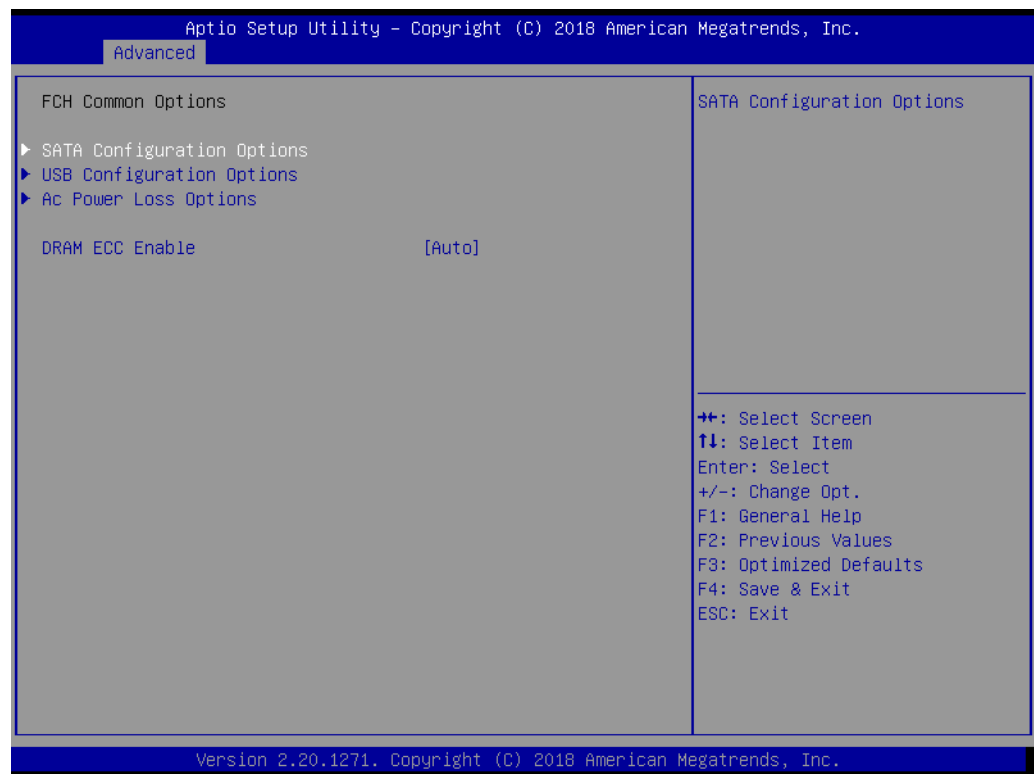 Aptio Setup Utility – Copyright (C) 2018 American Megatrends, Inc.
Advanced
FCH Common Options
SATA Configuration Options
USB Configuration Options
Ac Power Loss Options
DRAM ECC Enable [Auto]
SATA Configuration Options
→←: Select Screen
↑↓: Select Item
Enter: Select
+/-: Change Opt.
F1: General Help
F2: Previous Values
F3: Optimized Defaults
F4: Save & Exit
ESC: Exit
Version 2.20.1271. Copyright (C) 2018 American Megatrends, Inc.